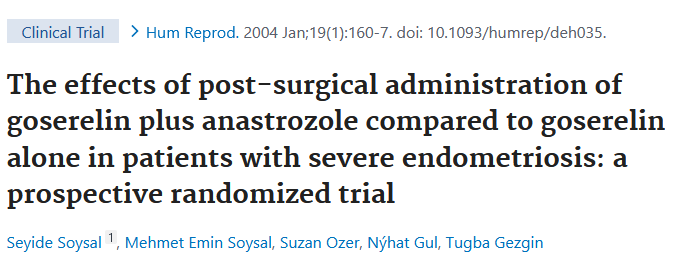 Clinical Trial > Hum Reprod. 2004 Jan;19(1):160-7. doi: 10.1093/humrep/deh035.
The effects of post-surgical administration of
goserelin plus anastrozole compared to goserelin
alone in patients with severe endometriosis: a
prospective randomized trial
Seyide Soysal 1, Mehmet Emin Soysal, Suzan Ozer, Nýhat Gul, Tugba Gezgin